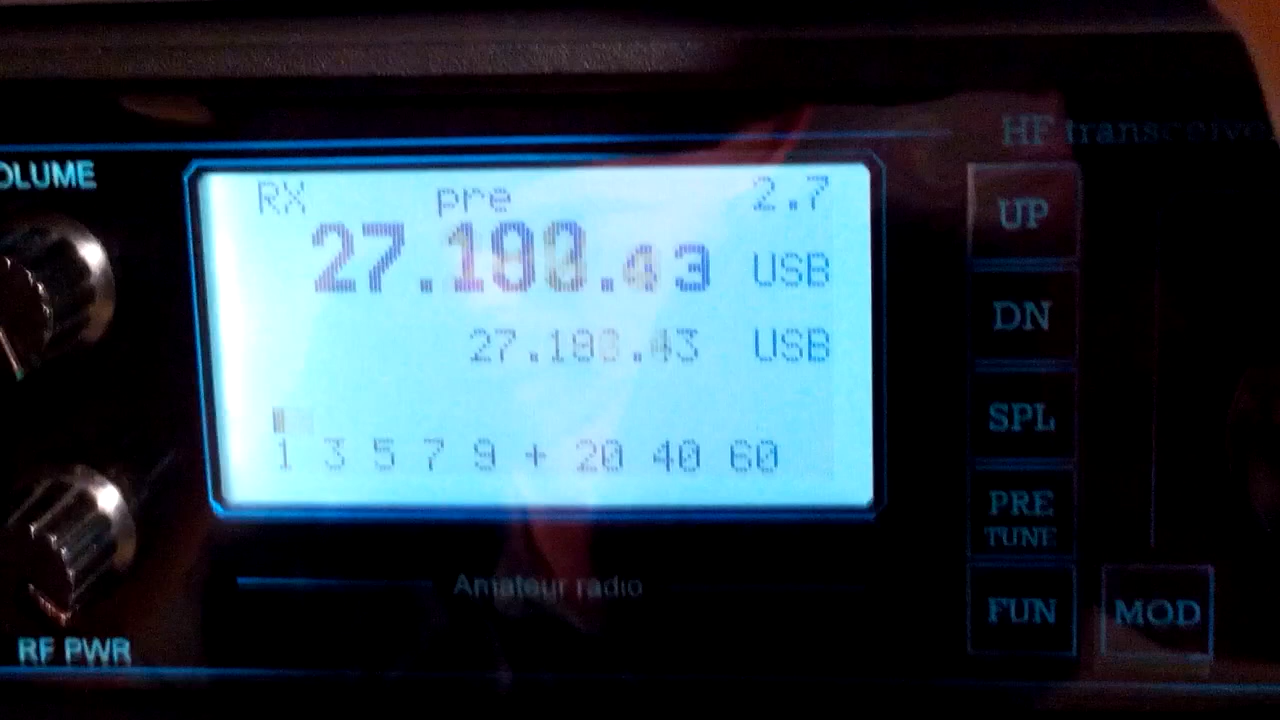 HF transceive
OLUME
RX pre 2.7
27.180.43 USB
27.180.43 USB
1 3 5 7 9 + 20 40 60
UP
DN
SPL
PRE
TUNE
FUN
MOD
Amateur radio
RF PWR